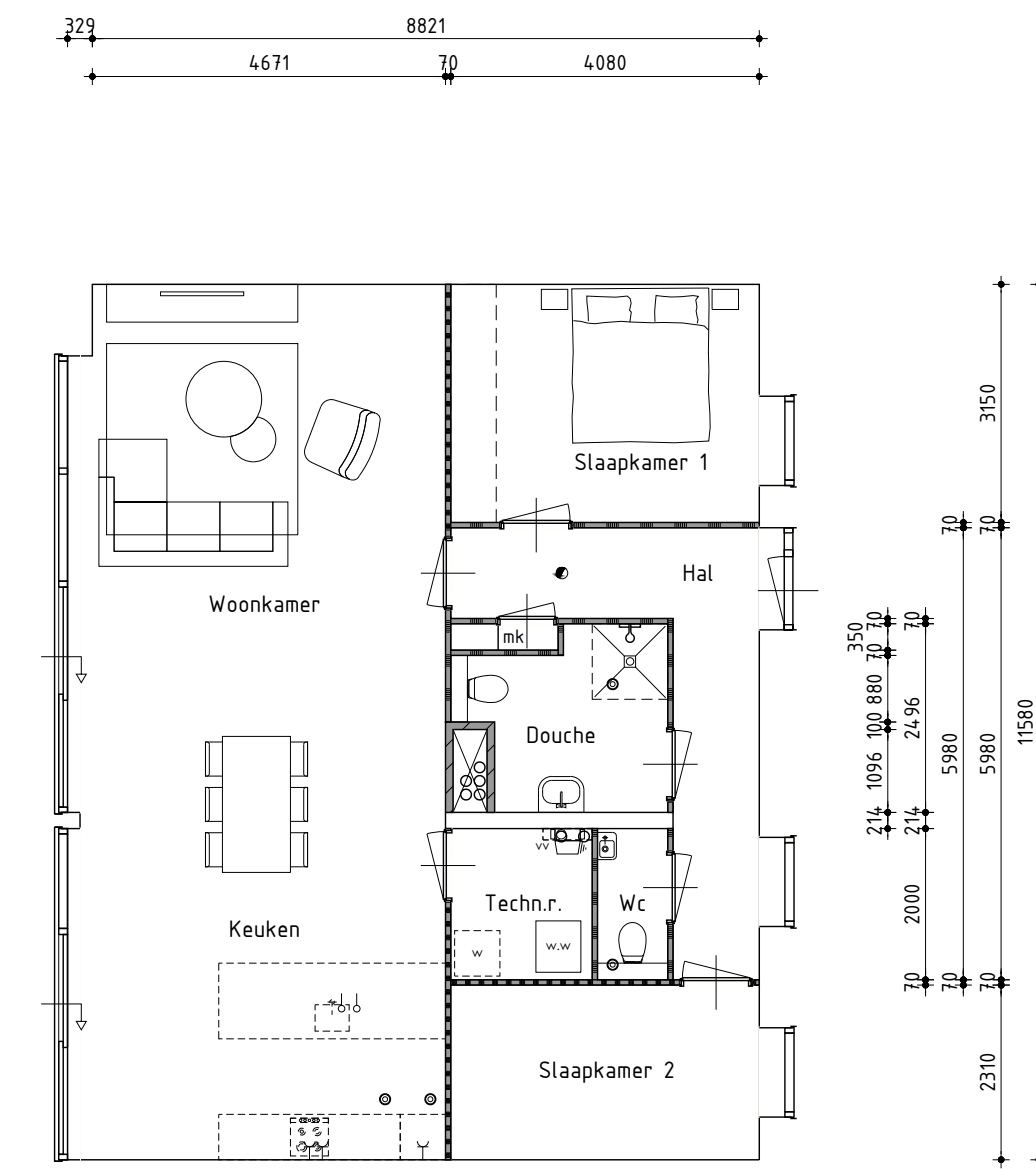 329
8821
4671
70
4080
Slaapkamer 1
3150
70
70
Hal
Woonkamer
mk
350
70
70
70
880
100
2496
1096
5980
5980
11580
Douche
214
214
VV
Techn.r.
Wc
2000
Keuken
w
w.w
70
70
70
Slaapkamer 2
2310